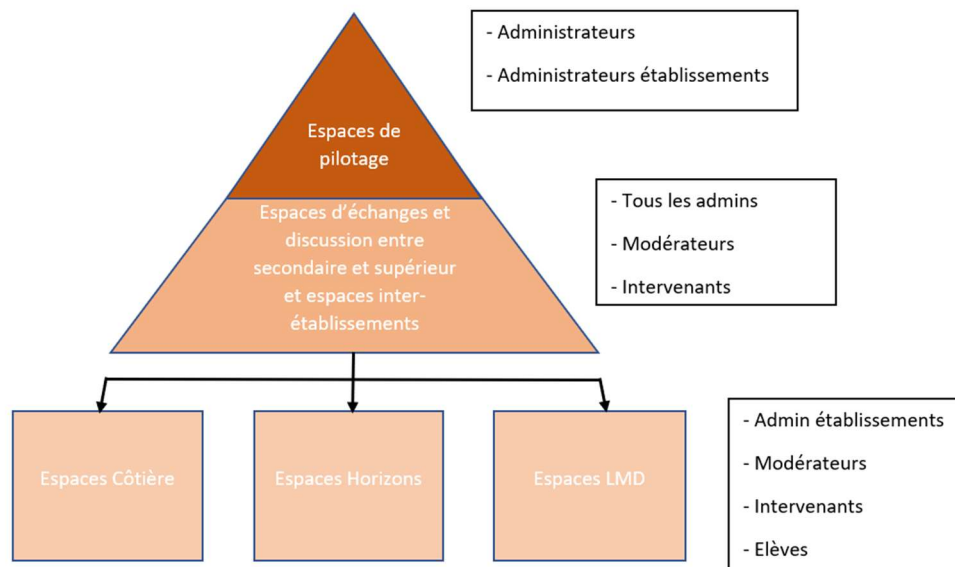 - Administrateurs
- Administrateurs établissements
Espaces de
pilotage
Espaces d’échanges et
discussion entre
secondaire et supérieur
et espaces inter-
établissements
- Tous les admins
- Modérateurs
- Intervenants
Espaces Côtière
Espaces Horizons
Espaces LMD
- Admin établissements
- Modérateurs
- Intervenants
- Elèves